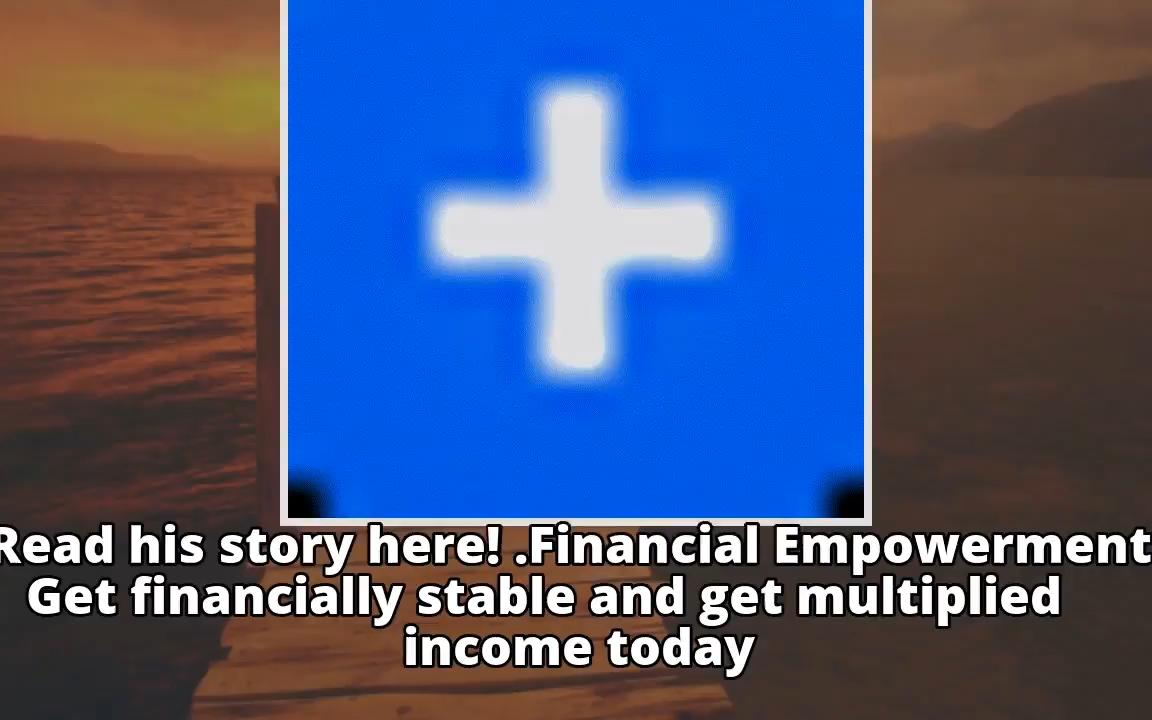 Read his story here! .Financial Empowerment
Get financially stable and get multiplied
income today